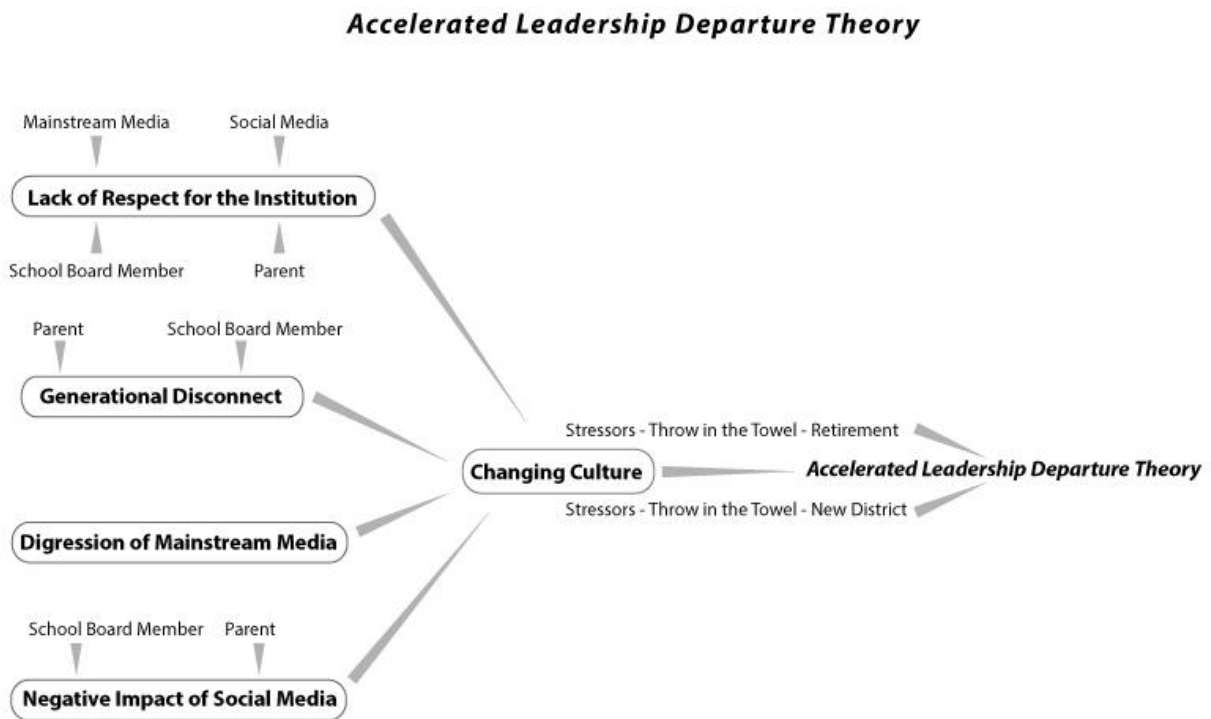 Accelerated Leadership Departure Theory
Mainstream Media
Social Media
Lack of Respect for the Institution
School Board Member
Parent
Parent
School Board Member
Generational Disconnect
Stressors - Throw in the Towel - Retirement
Changing Culture
Accelerated Leadership Departure Theory
Stressors - Throw in the Towel - New District
Digression of Mainstream Media
School Board Member
Parent
Negative Impact of Social Media